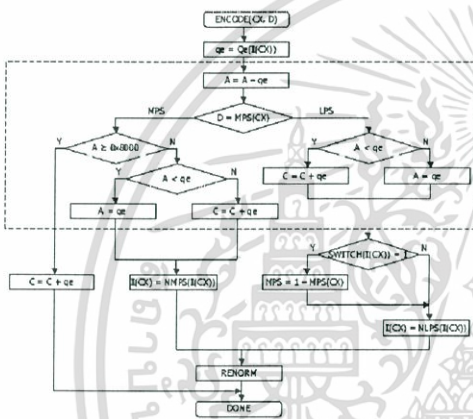 ENCODE(CX, D)
qe = Qe(I(CX))
A = A - qe
MPS
D = MPS(CX)
LPS
Y
A ≥ 0x8000
N
Y
A < qe
N
Y
A < qe
N
C = C + qe
A = qe
A = qe
C = C + qe
Y
SWITCH(I(CX)) = 1
N
C = C + qe
I(CX) = NMPS(I(CX))
MPS = 1 - MPS(CX)
I(CX) = NLPS(I(CX))
RENORM
DONE